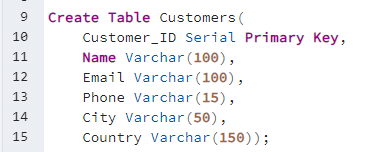 9 Create Table Customers(
10 Customer_ID Serial Primary Key,
11 Name Varchar(100),
12 Email Varchar(100),
13 Phone Varchar(15),
14 City Varchar(50),
15 Country Varchar(150));